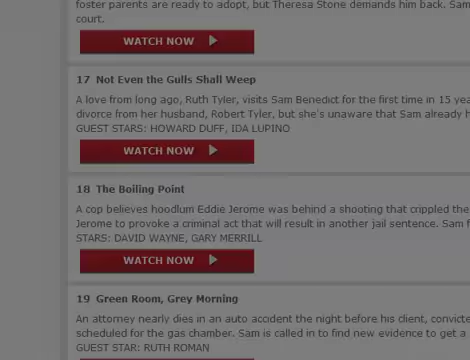 foster parents are ready to adopt, but Theresa Stone demands him back. Sam
court.
WATCH NOW
17 Not Even the Gulls Shall Weep
A love from long ago, Ruth Tyler, visits Sam Benedict for the first time in 15 yea
divorce from her husband, Robert Tyler, but she's unaware that Sam already h
GUEST STARS: HOWARD DUFF, IDA LUPINO
WATCH NOW
18 The Boiling Point
A cop believes hoodlum Eddie Jerome was behind a shooting that crippled the
Jerome to provoke a criminal act that will result in another jail sentence. Sam f
STARS: DAVID WAYNE, GARY MERRILL
WATCH NOW
19 Green Room, Grey Morning
An attorney nearly dies in an auto accident the night before his client, convicte
scheduled for the gas chamber. Sam is called in to find new evidence to get a
GUEST STAR: RUTH ROMAN